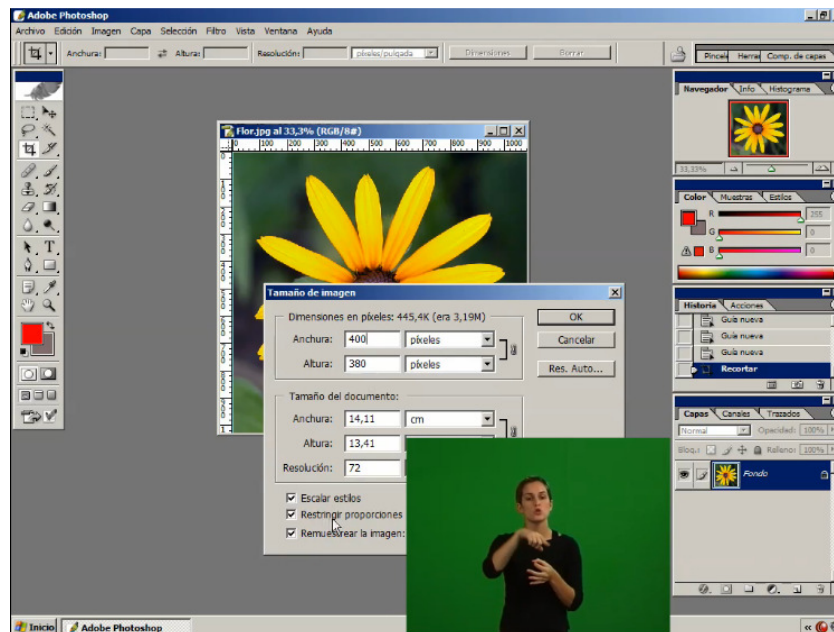 Adobe Photoshop
Archivo Edición Imagen Capa Selección Filtro Vista Ventana Ayuda
Anchura: Altura: Resolución: píxeles/pulgada Dimensiones Borrar
Pincel Herrai Comp. de capas
Navegador Info Histograma
33,33%
Color Muestras Estilos
R 255
G 0
B 0
Historia Acciones
Guía nueva
Guía nueva
Guía nueva
Recortar
Capas Canales Trazados
Normal Opacidad: 100%
Bloq.: Relleno: 100%
Fondo
Flor.jpg al 33,3% (RGB/8#)
0 100 200 300 400 500 600 700 800 900 1000
Tamaño de imagen
Dimensiones en píxeles: 445,4K (era 3,19M)
Anchura: 400 píxeles
Altura: 380 píxeles
OK
Cancelar
Res. Auto...
Tamaño del documento:
Anchura: 14,11 cm
Altura: 13,41
Resolución: 72
Escalar estilos
Restringir proporciones
Remuestrear la imagen:
Inicio Adobe Photoshop